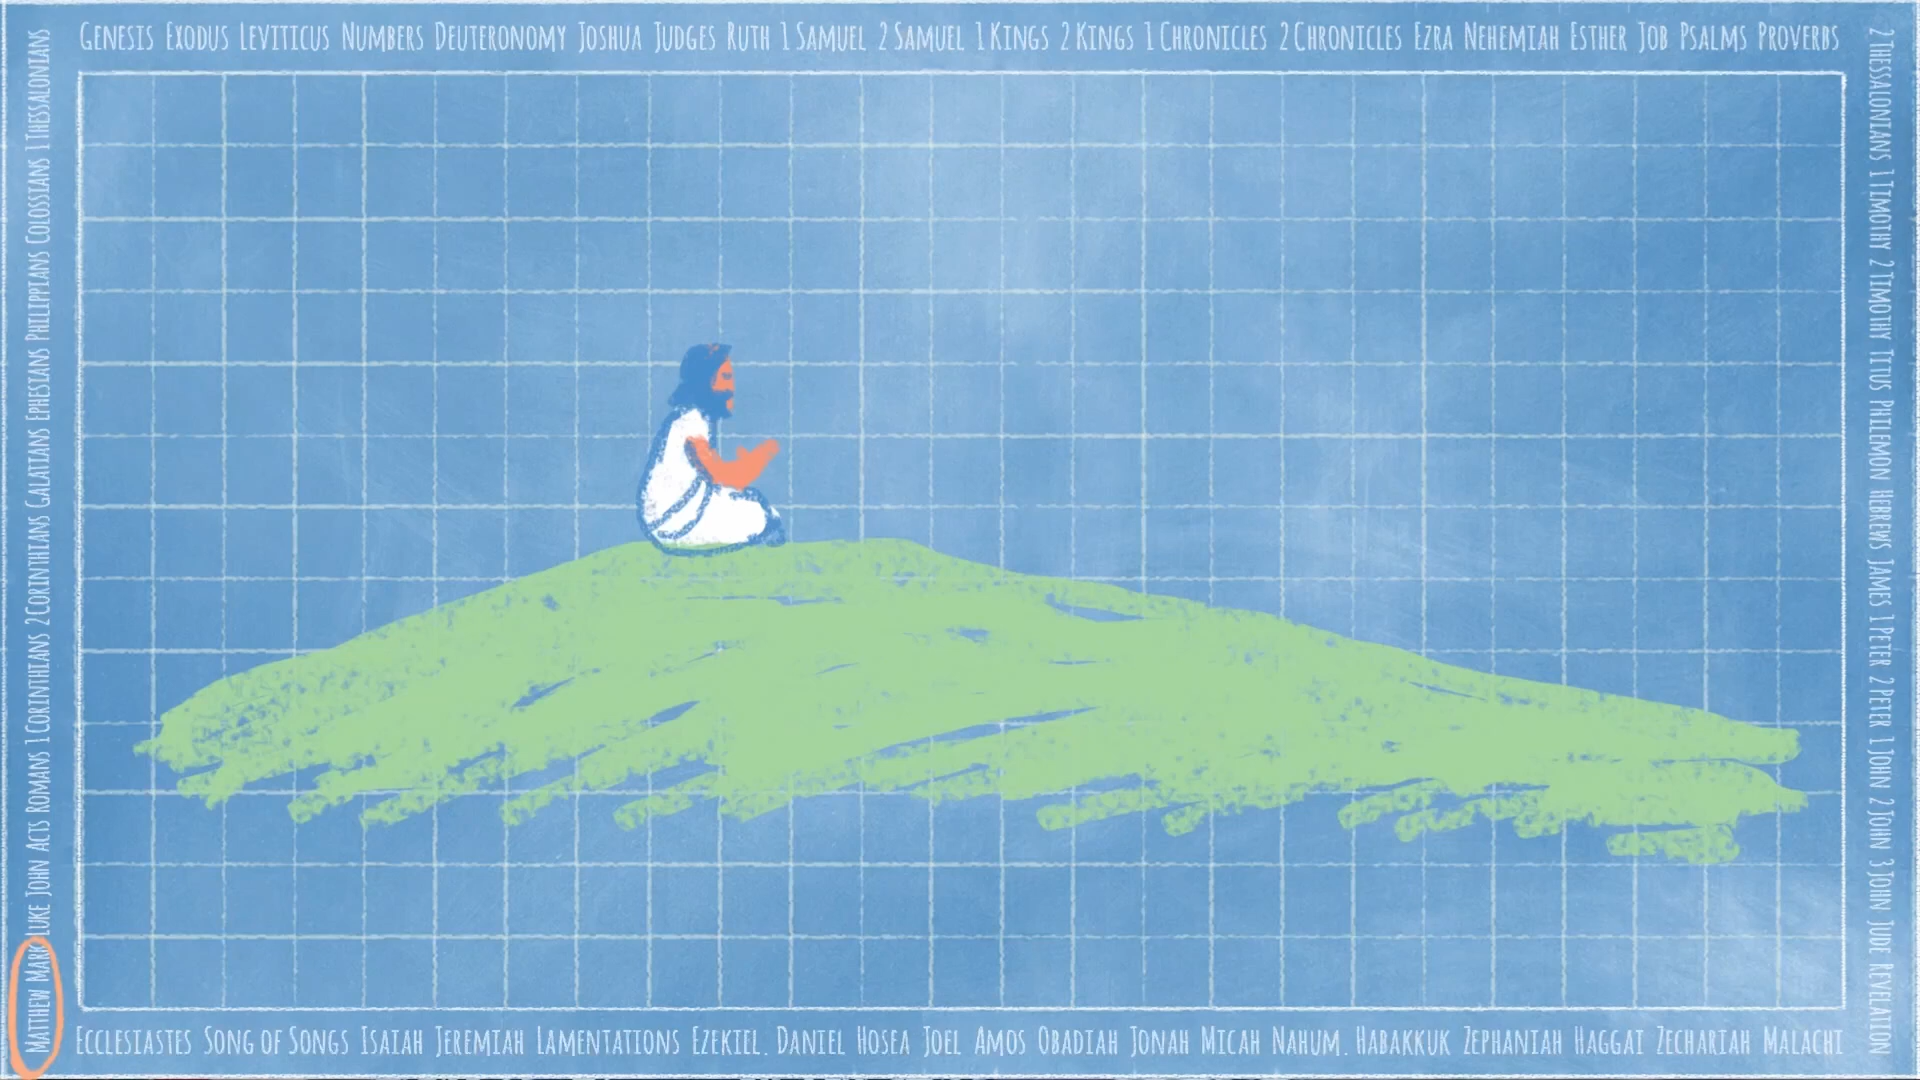 GENESIS EXODUS LEVITICUS NUMBERS DEUTERONOMY JOSHUA JUDGES RUTH 1 SAMUEL 2 SAMUEL 1 KINGS 2 KINGS 1 CHRONICLES 2 CHRONICLES EZRA NEHEMIAH ESTHER JOB PSALMS PROVERBS
ECCLESIASTES SONG OF SONGS ISAIAH JEREMIAH LAMENTATIONS EZEKIEL. DANIEL HOSEA JOEL AMOS OBADIAH JONAH MICAH NAHUM. HABAKKUK ZEPHANIAH HAGGAI ZECHARIAH MALACHI
MATTHEW MARK LUKE JOHN ACTS ROMANS 1 CORINTHIANS 2 CORINTHIANS GALATIANS EPHESIANS PHILIPPIANS COLOSSIANS 1 THESSALONIANS
2 THESSALONIANS 1 TIMOTHY 2 TIMOTHY TITUS PHILEMON HEBREWS JAMES 1 PETER 2 PETER 1 JOHN 2 JOHN 3 JOHN JUDE REVELATION